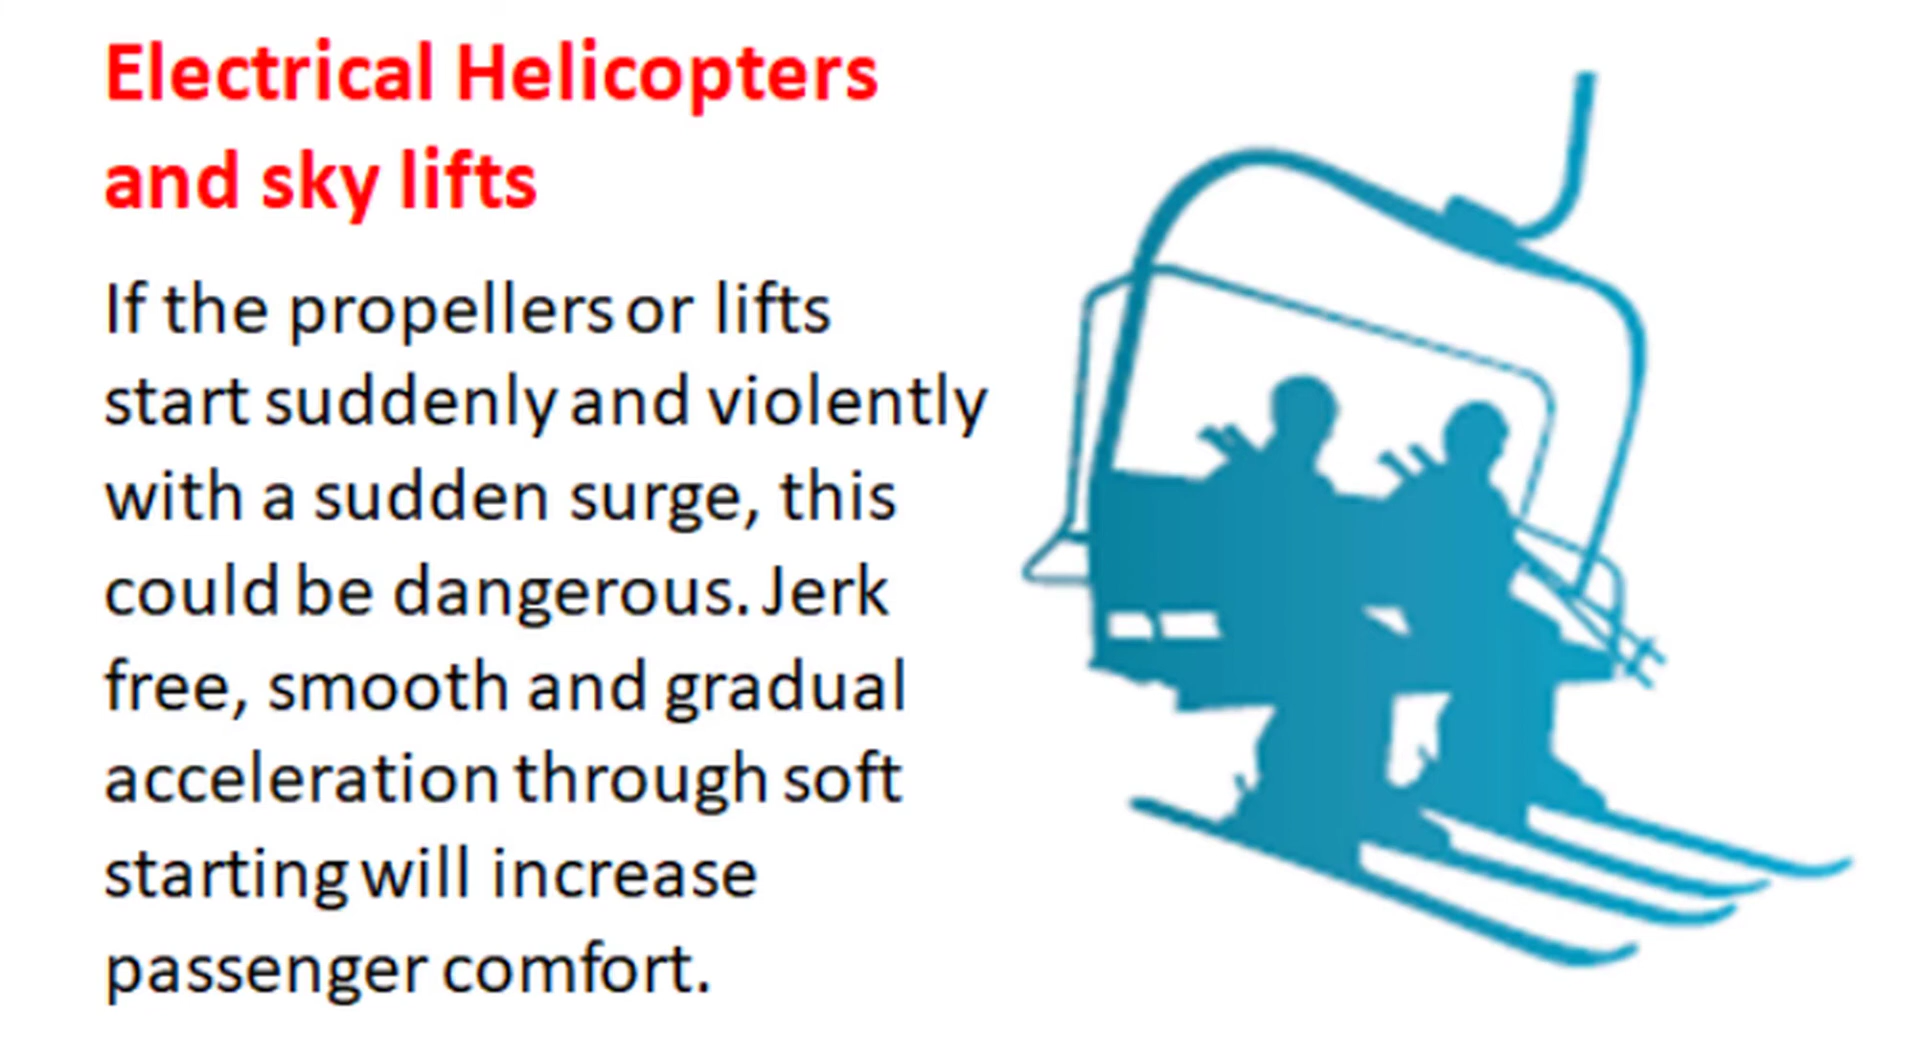 Electrical Helicopters
and sky lifts
If the propellers or lifts
start suddenly and violently
with a sudden surge, this
could be dangerous. Jerk
free, smooth and gradual
acceleration through soft
starting will increase
passenger comfort.